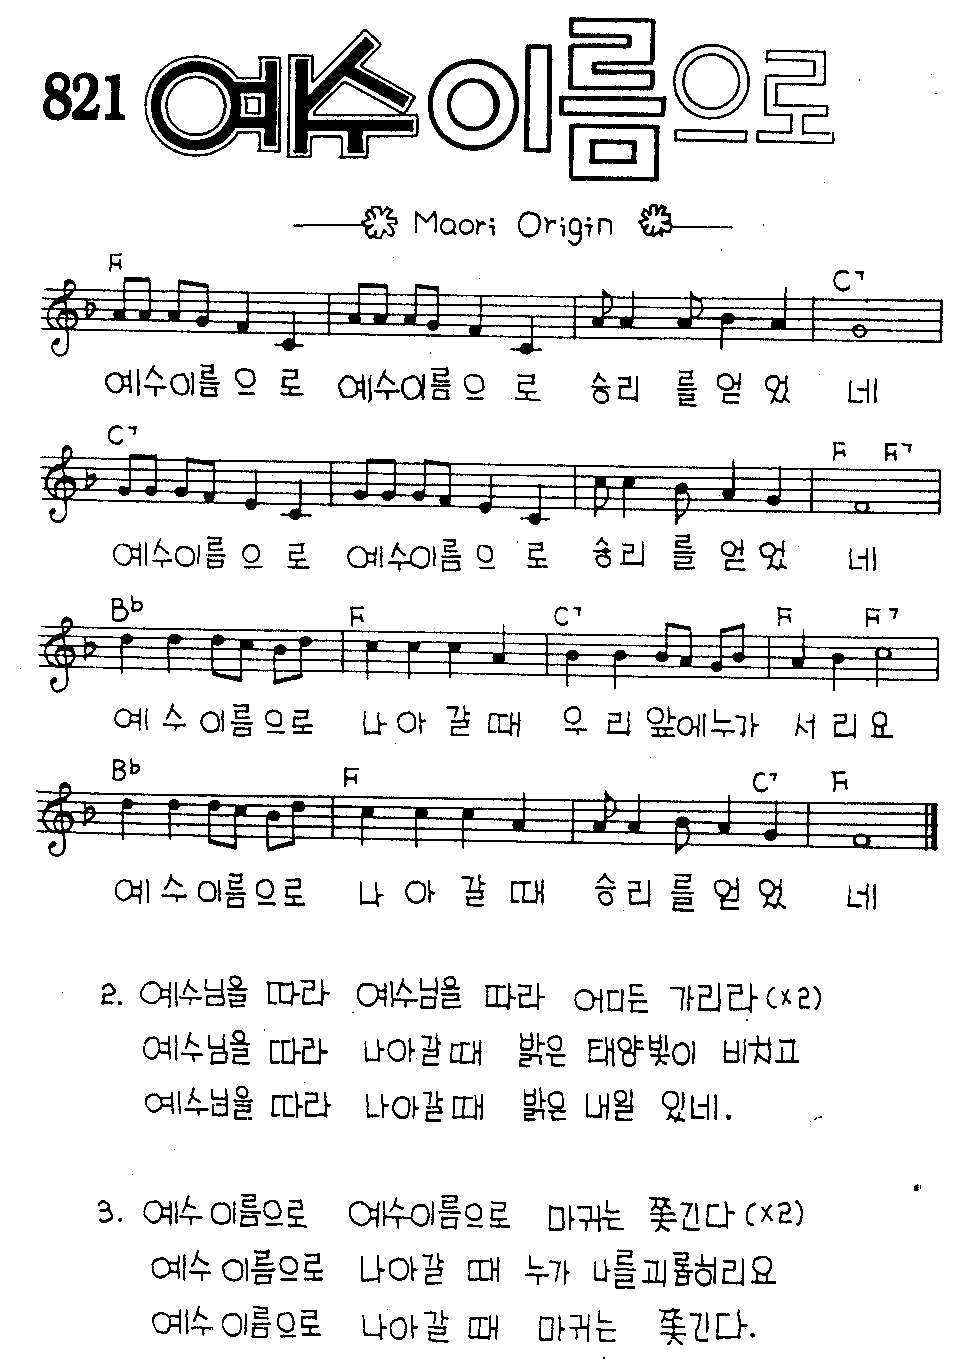 821 예수이름으로
Maori Origin
F C7
예수이름으로 예수이름으로 승리를얻었네
C7 F F7
예수이름으로 예수이름으로 승리를얻었네
Bb F C7 F F7
예수이름으로 나아갈때 우리앞에누가 서리요
Bb F C7 F
예수이름으로 나아갈때 승리를얻었네
2. 예수님을 따라 예수님을 따라 어디든 가리라(x2)
예수님을 따라 나아갈때 밝은 태양빛이 비치고
예수님을 따라 나아갈때 밝은 내일 있네.
3. 예수이름으로 예수이름으로 마귀는 쫓긴다(x2)
예수 이름으로 나아갈 때 누가 나를괴롭히리요
예수 이름으로 나아갈 때 마귀는 쫓긴다.